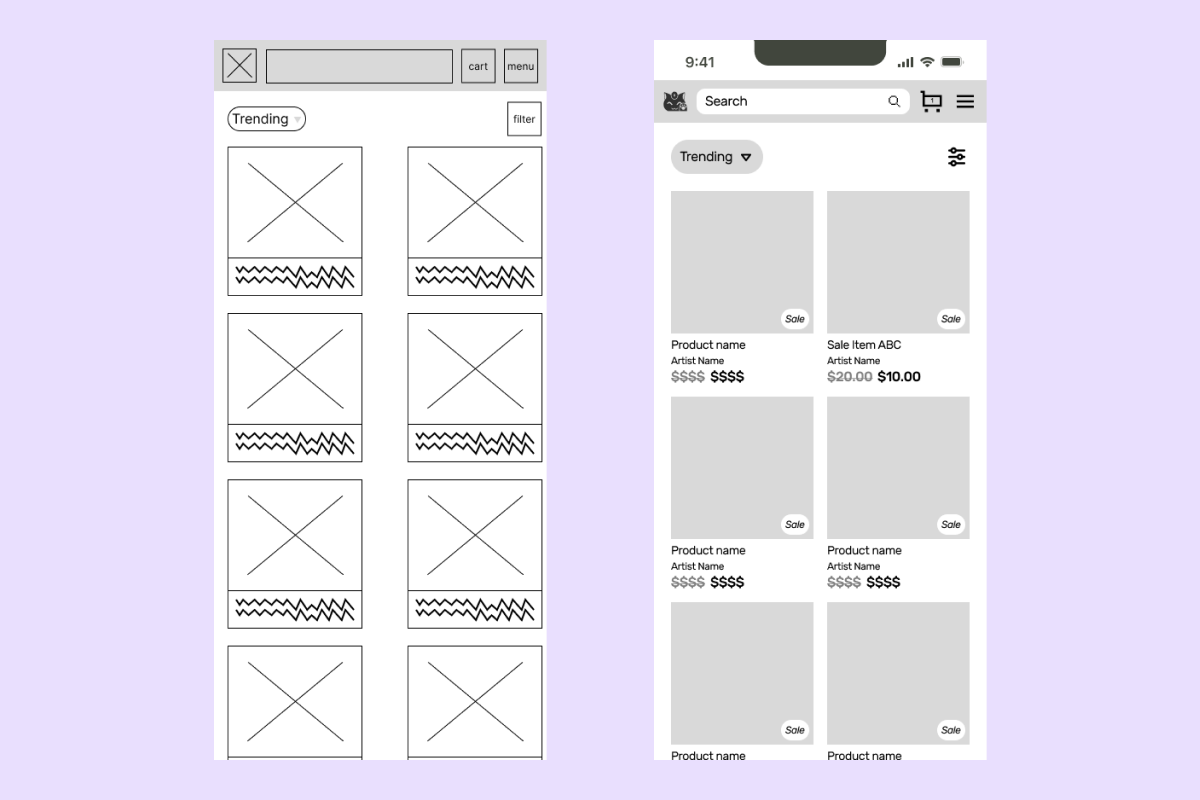 cart
menu
Trending
filter
9:41
Search
1
Trending
Sale
Sale
Product name
Artist Name
$$$$ $$$$
Sale Item ABC
Artist Name
$20.00 $10.00
Sale
Sale
Product name
Artist Name
$$$$ $$$$
Product name
Artist Name
$$$$ $$$$
Sale
Sale
Product name
Product name